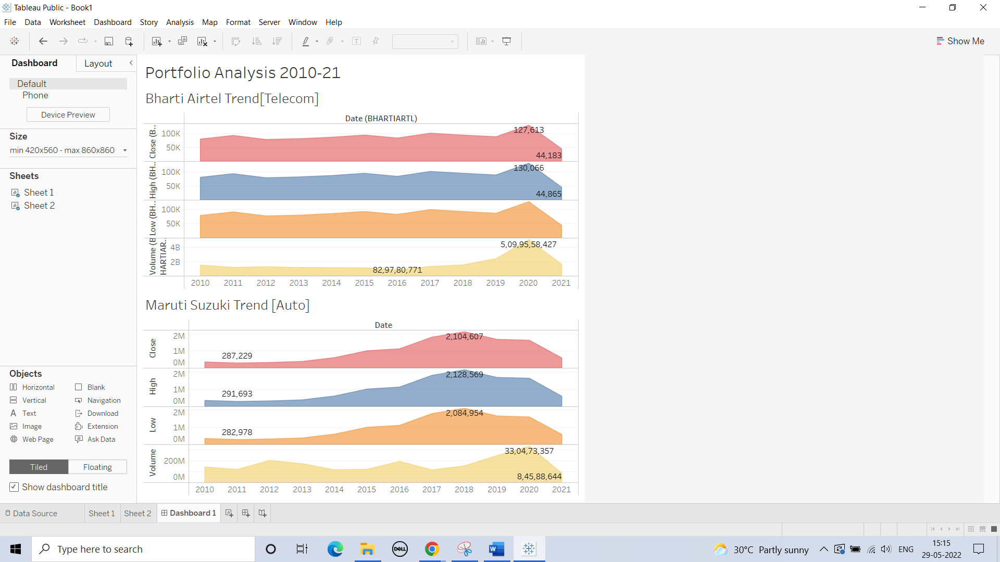 Tableau Public - Book1
File Data Worksheet Dashboard Story Analysis Map Format Server Window Help
Show Me
Dashboard Layout
Default
Phone
Device Preview
Size
min 420x560 - max 860x860
Sheets
Sheet 1
Sheet 2
Objects
Horizontal Blank
Vertical Navigation
Text Download
Image Extension
Web Page Ask Data
Tiled Floating
Show dashboard title
Portfolio Analysis 2010-21
Bharti Airtel Trend[Telecom]
Date (BHARTIARTL)
Close (B..
100K
50K
127,613
44,183
High (BH..
100K
50K
130,066
44,865
Low (BH..
100K
50K
Volume (B
HARTIAR..
4B
2B
5,09,95,58,427
82,97,80,771
2010 2011 2012 2013 2014 2015 2016 2017 2018 2019 2020 2021
Maruti Suzuki Trend [Auto]
Date
Close
2M
1M
0M
287,229
2,104,607
High
2M
1M
0M
291,693
2,128,569
Low
2M
1M
0M
282,978
2,084,954
Volume
200M
0M
33,04,73,357
8,45,88,644
2010 2011 2012 2013 2014 2015 2016 2017 2018 2019 2020 2021
Data Source Sheet 1 Sheet 2 Dashboard 1
Type here to search
DELL
W
30°C Partly sunny
ENG
15:15
29-05-2022